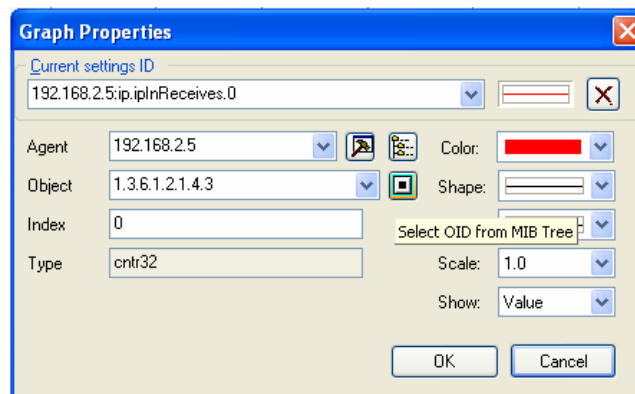 Graph Properties
Current settings ID
192.168.2.5:ip.ipInReceives.0
Agent
192.168.2.5
Color:
Object
1.3.6.1.2.1.4.3
Shape:
Index
0
Select OID from MIB Tree
Type
cntr32
Scale:
1.0
Show:
Value
OK
Cancel